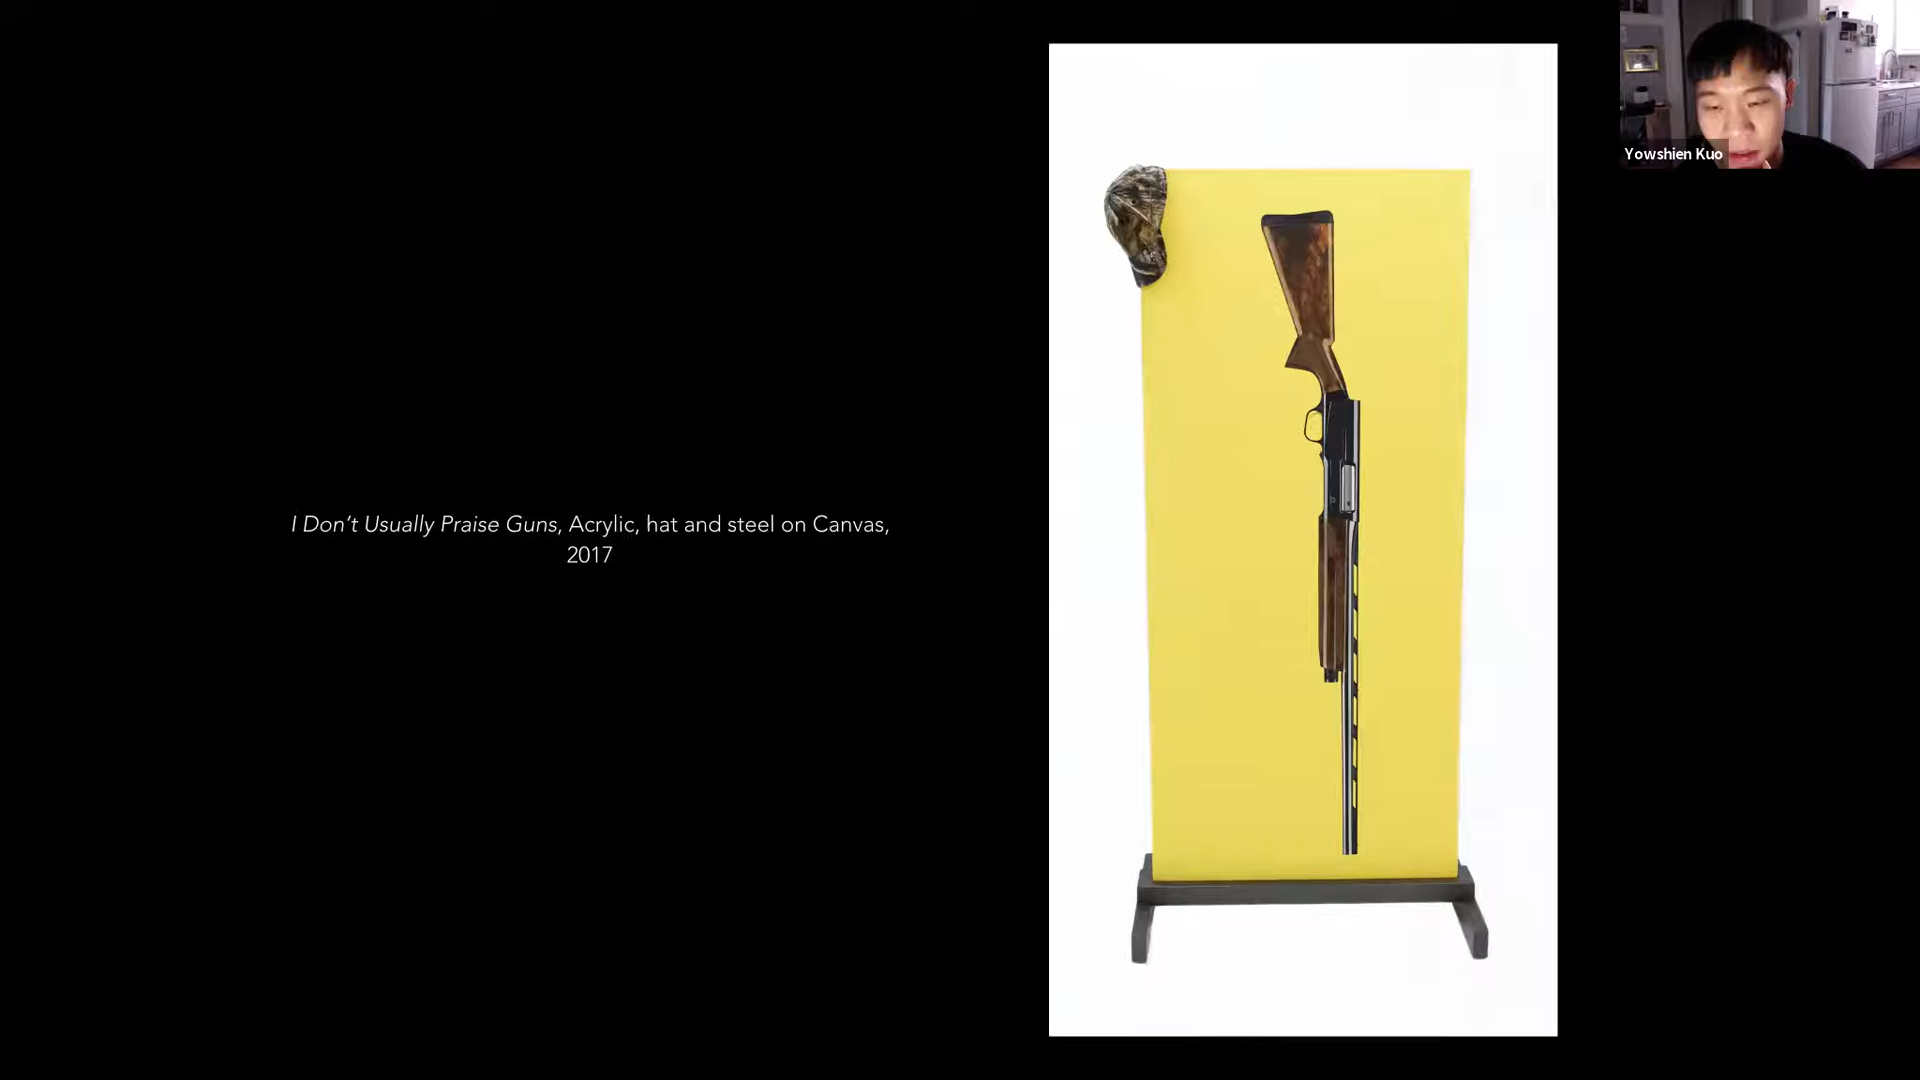 I Don’t Usually Praise Guns, Acrylic, hat and steel on Canvas,
2017
Yowshien Kuo